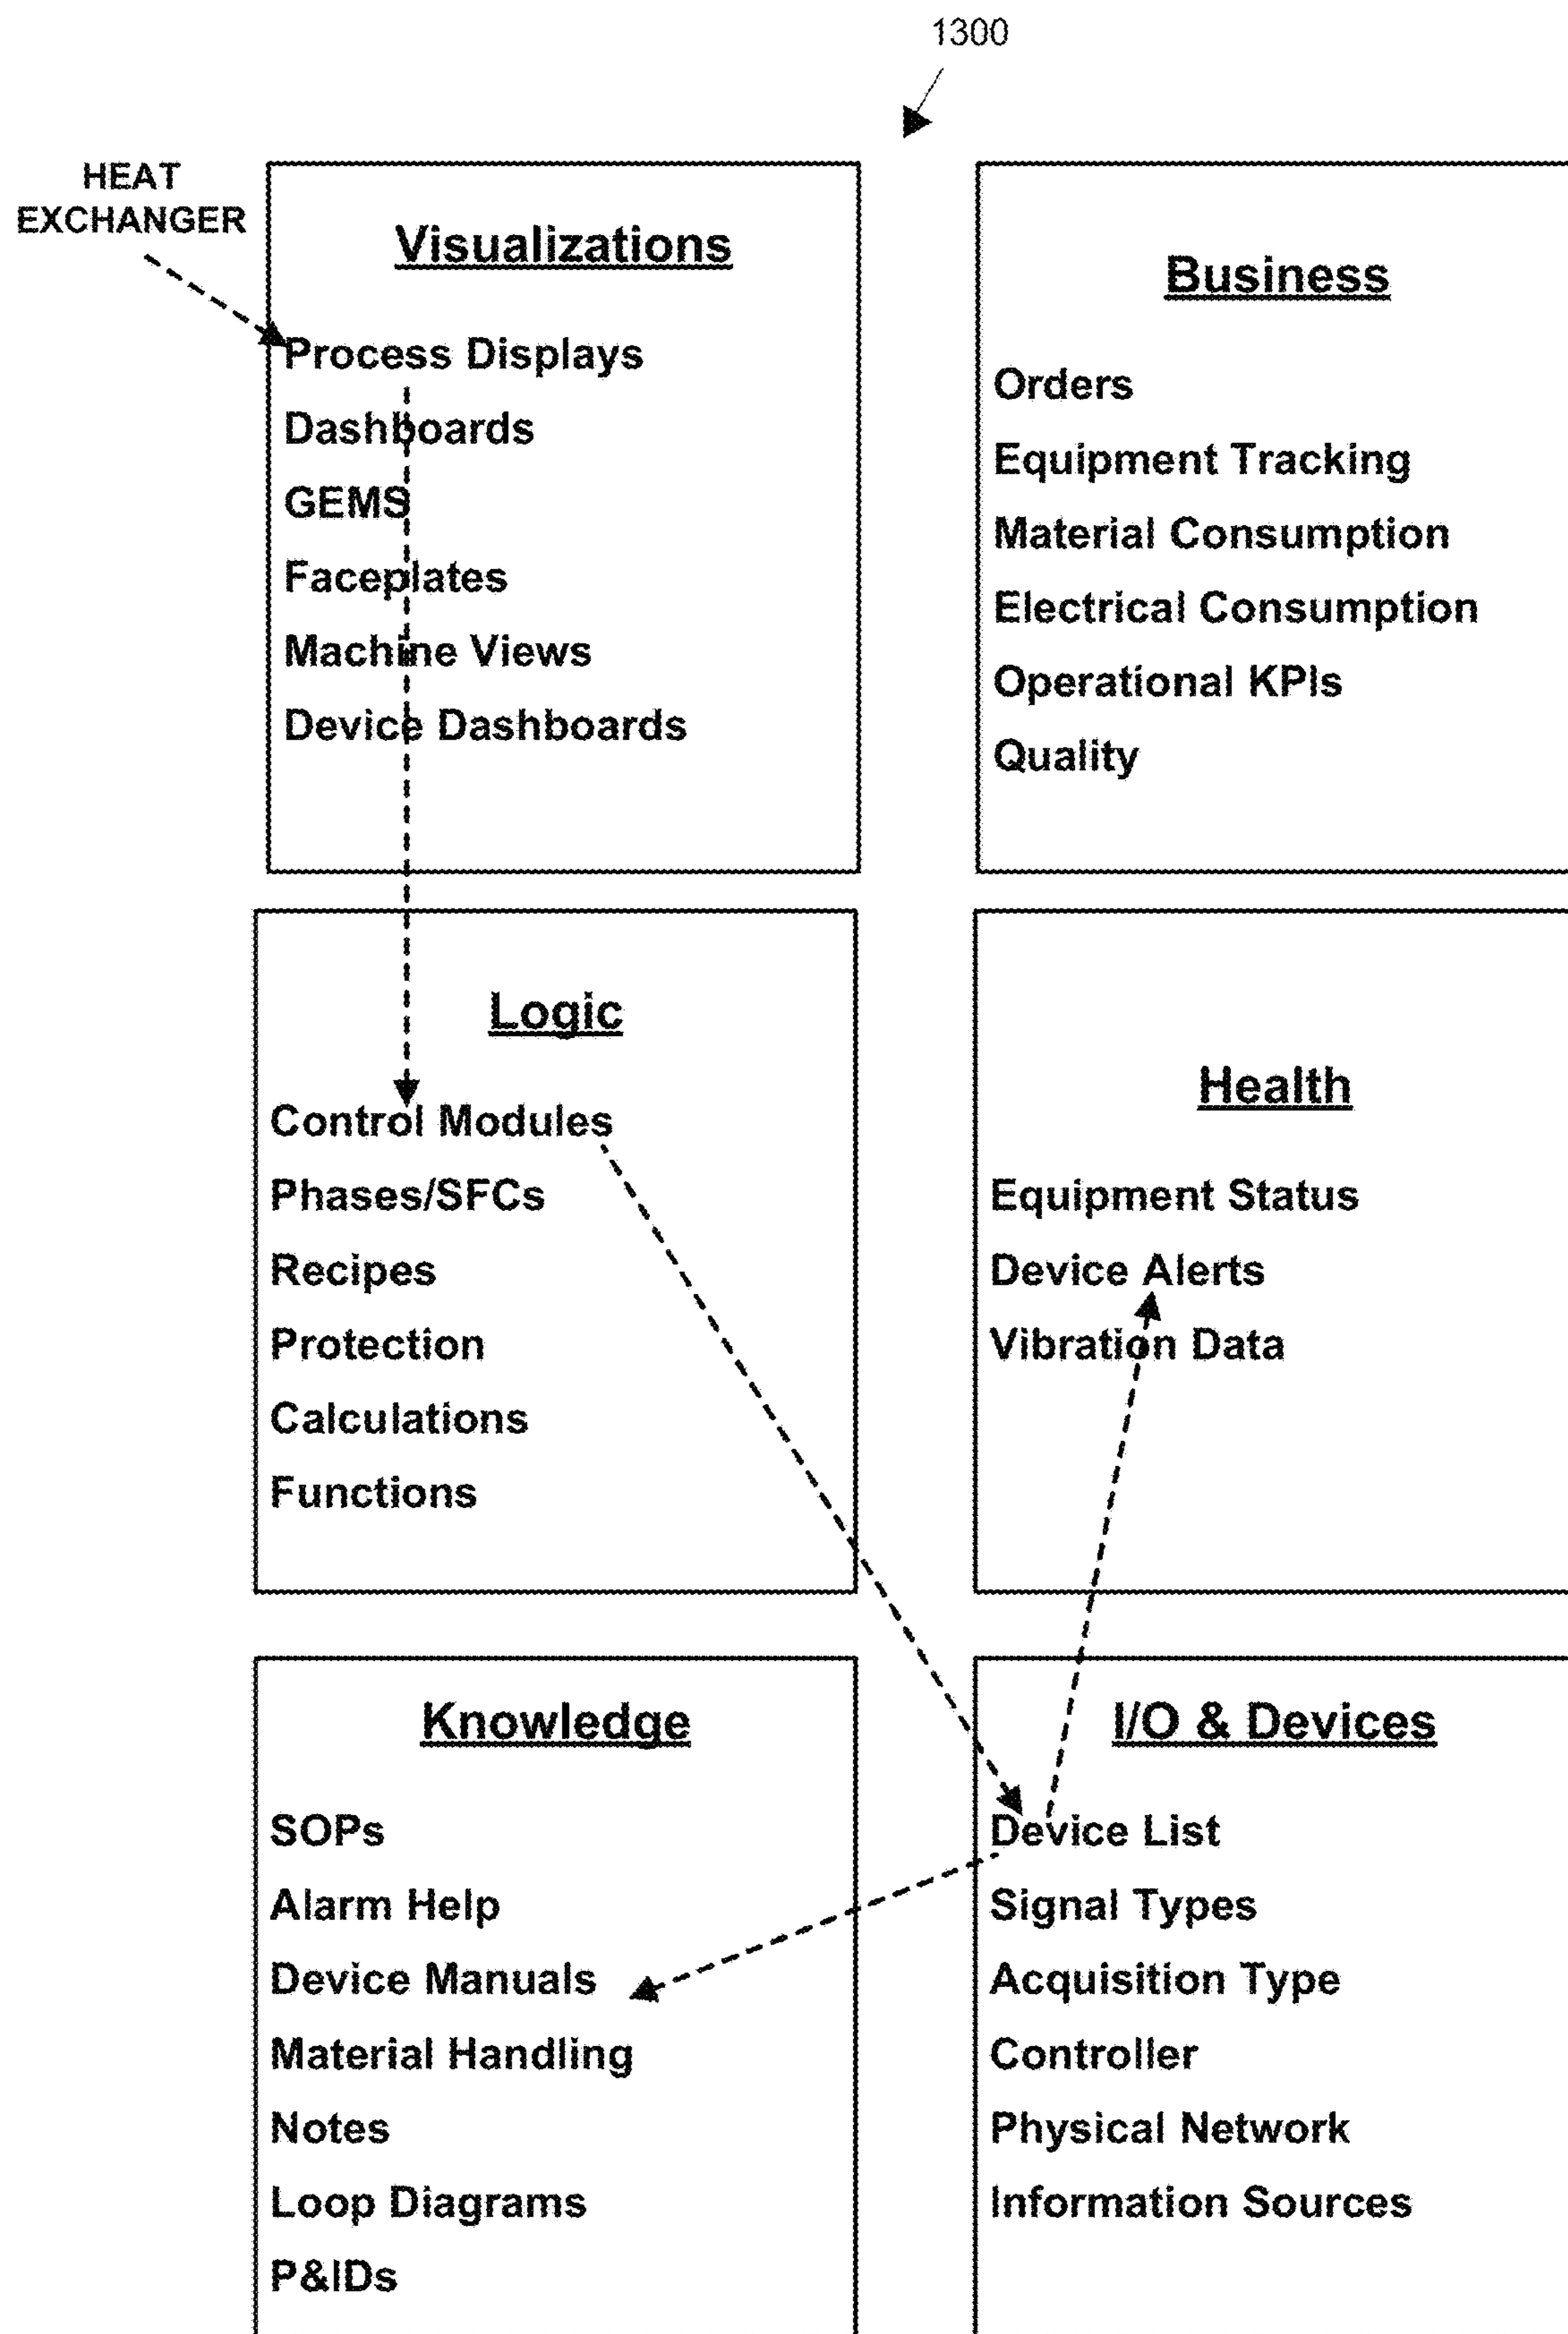 1300
HEAT
EXCHANGER
Visualizations
Process Displays
Dashboards
GEMS
Faceplates
Machine Views
Device Dashboards
Business
Orders
Equipment Tracking
Material Consumption
Electrical Consumption
Operational KPIs
Quality
Logic
Control Modules
Phases/SFCs
Recipes
Protection
Calculations
Functions
Health
Equipment Status
Device Alerts
Vibration Data
Knowledge
SOPs
Alarm Help
Device Manuals
Material Handling
Notes
Loop Diagrams
P&IDs
I/O & Devices
Device List
Signal Types
Acquisition Type
Controller
Physical Network
Information Sources